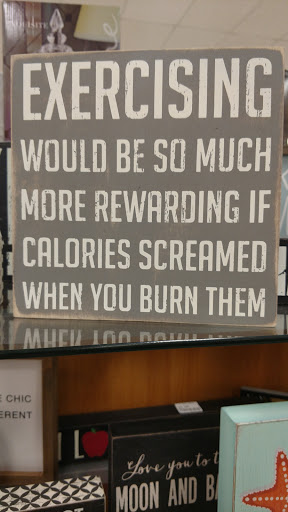 EXERCISING
WOULD BE SO MUCH
MORE REWARDING IF
CALORIES SCREAMED
WHEN YOU BURN THEM
CHIC
ERENT
L
Love you to t
MOON AND BA